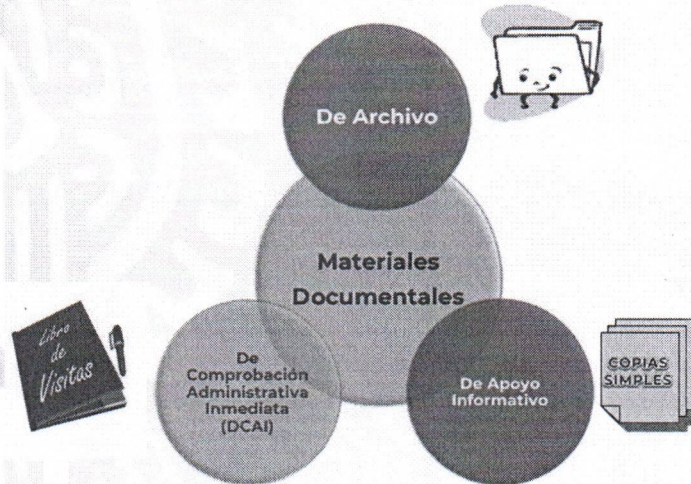 De Archivo
Materiales
Documentales
Libro
de
Visitas
De
Comprobación
Administrativa
Inmediata
(DCAI)
De Apoyo
Informativo
COPIAS
SIMPLES